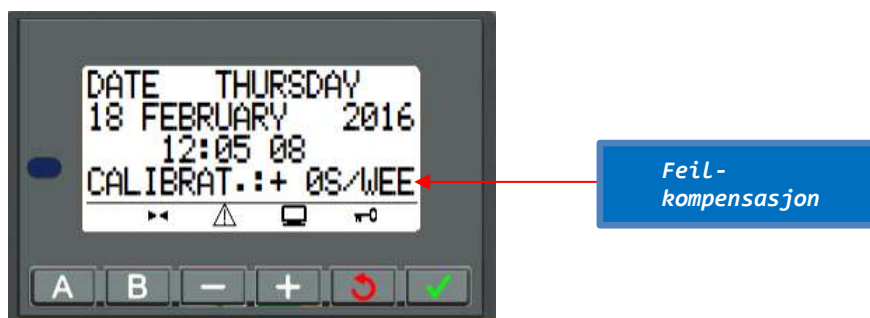 DATE THURSDAY
18 FEBRUARY 2016
12:05 08
CALIBRAT.:+ 0S/WEE
Feil-
kompensasjon
A B − +